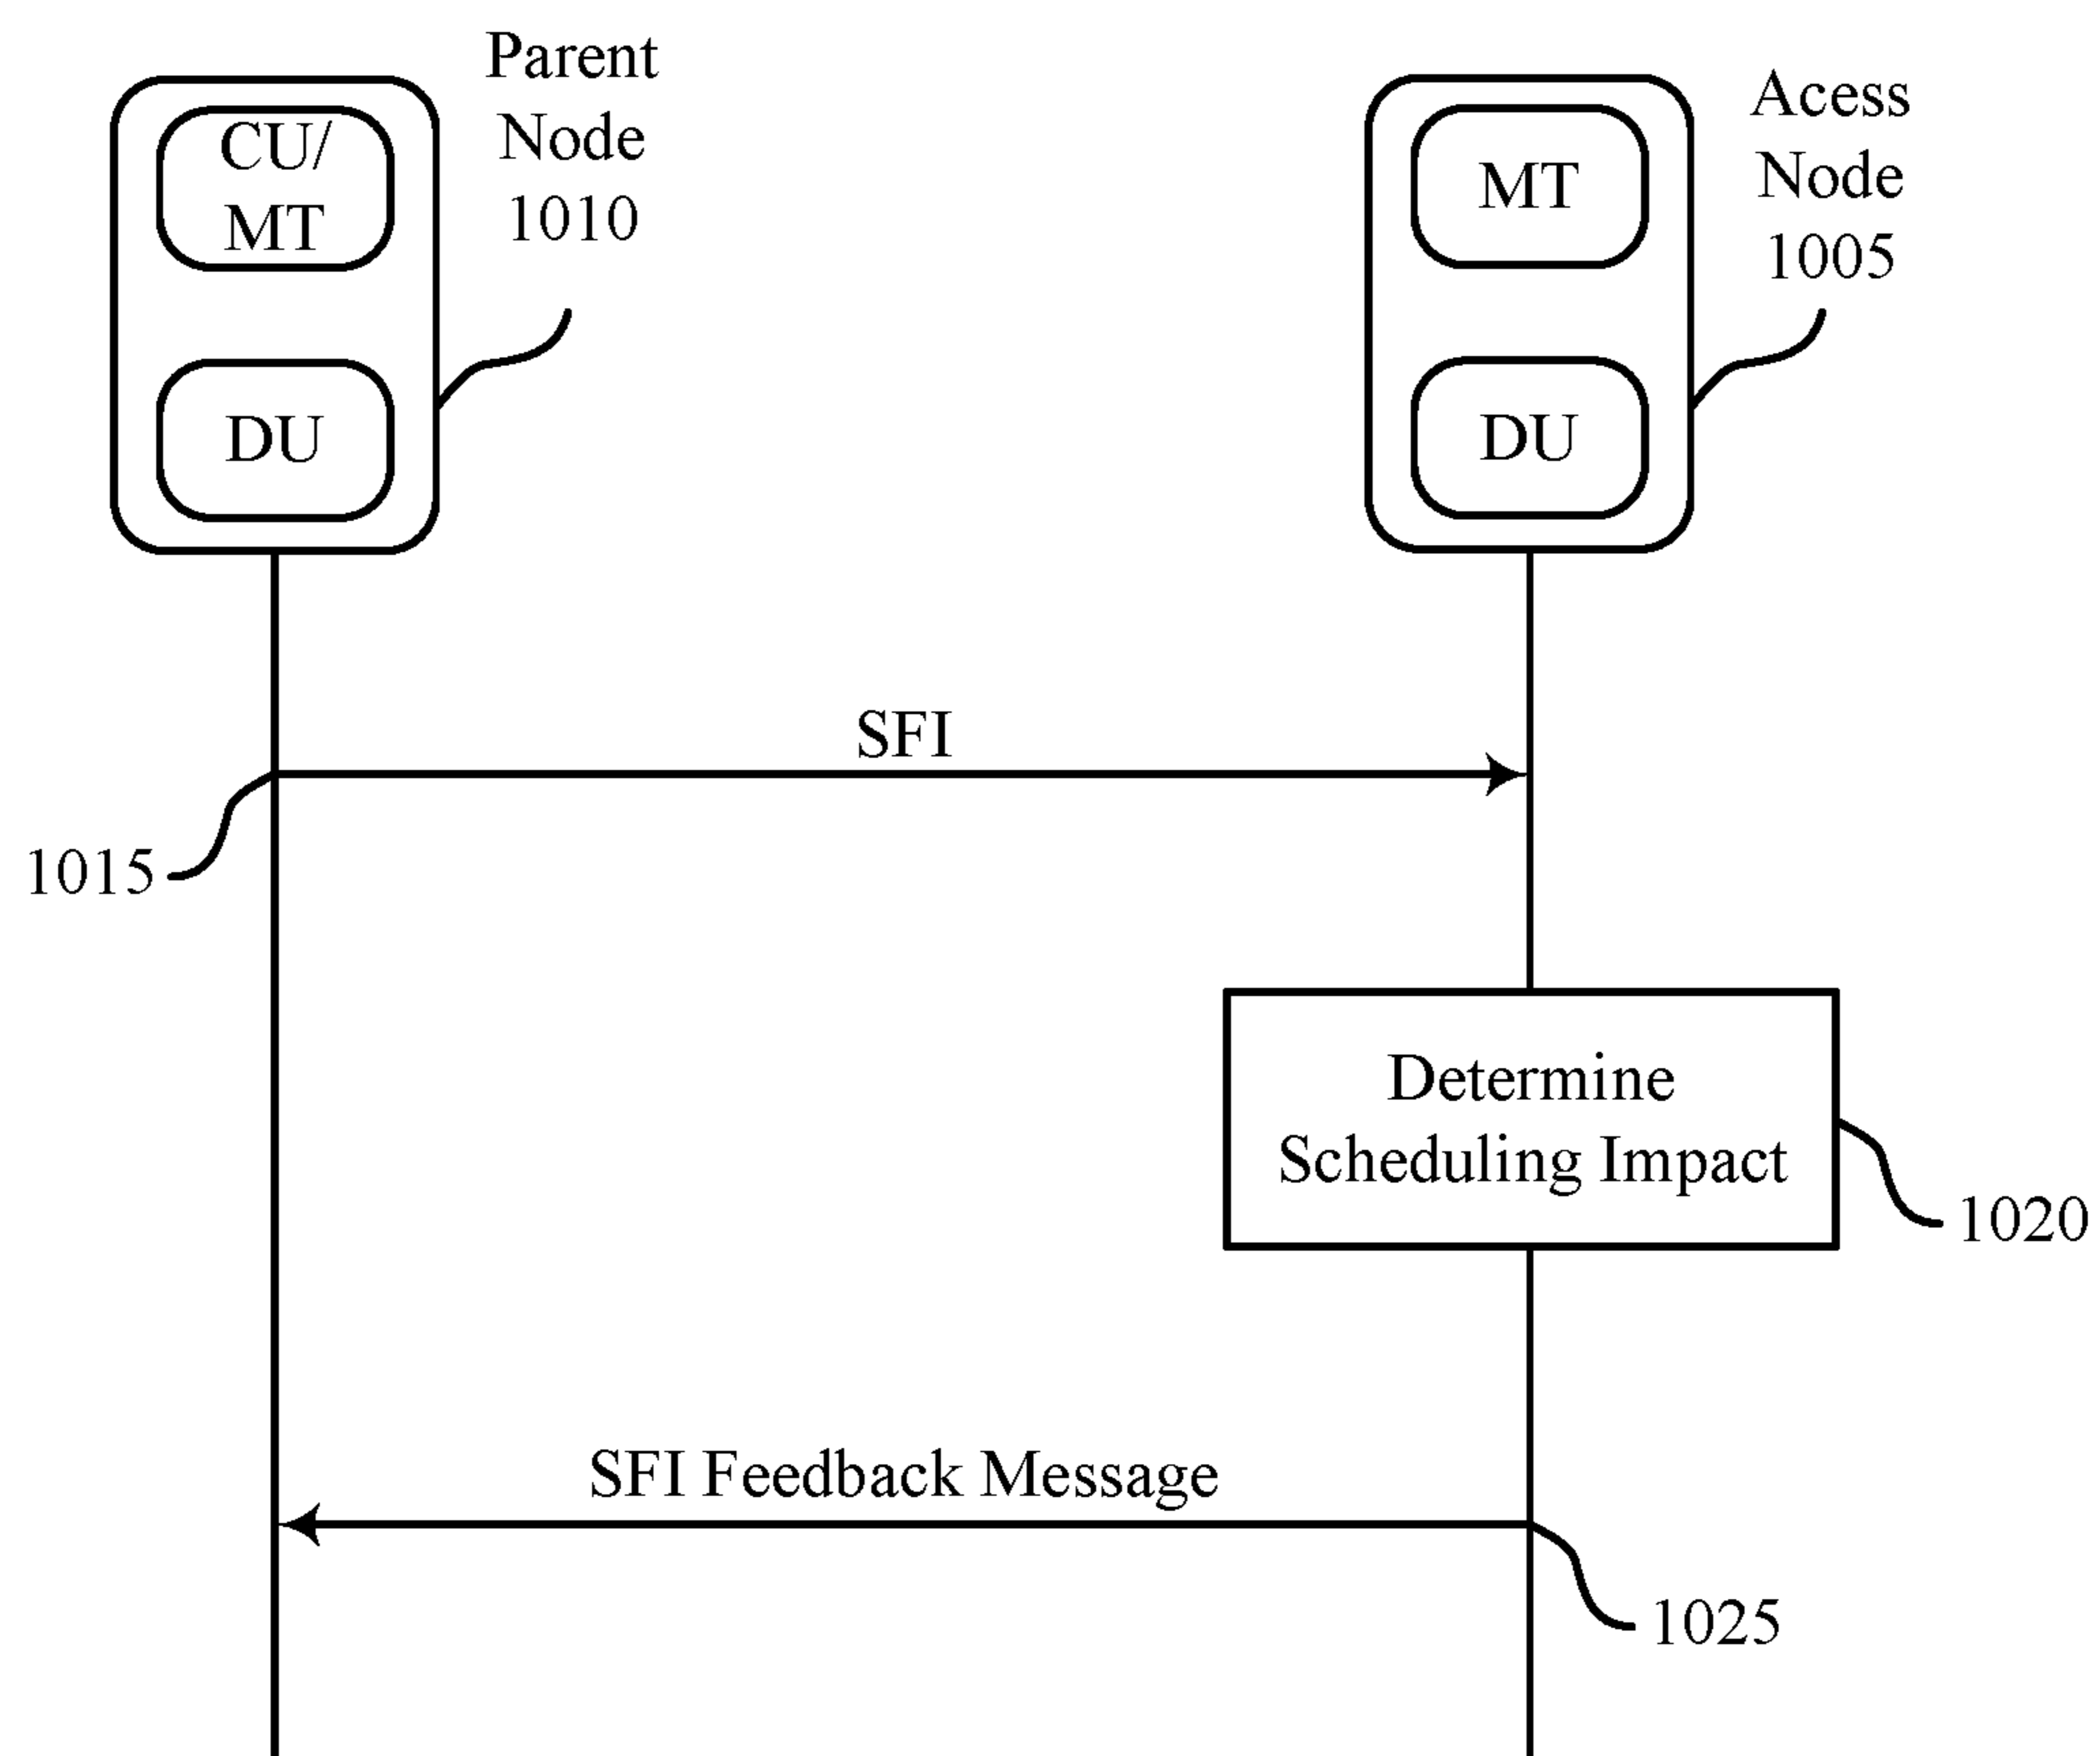 Parent
Node
1010
CU/
MT
DU
Acess
Node
1005
MT
DU
SFI
1015
Determine
Scheduling Impact
1020
SFI Feedback Message
1025